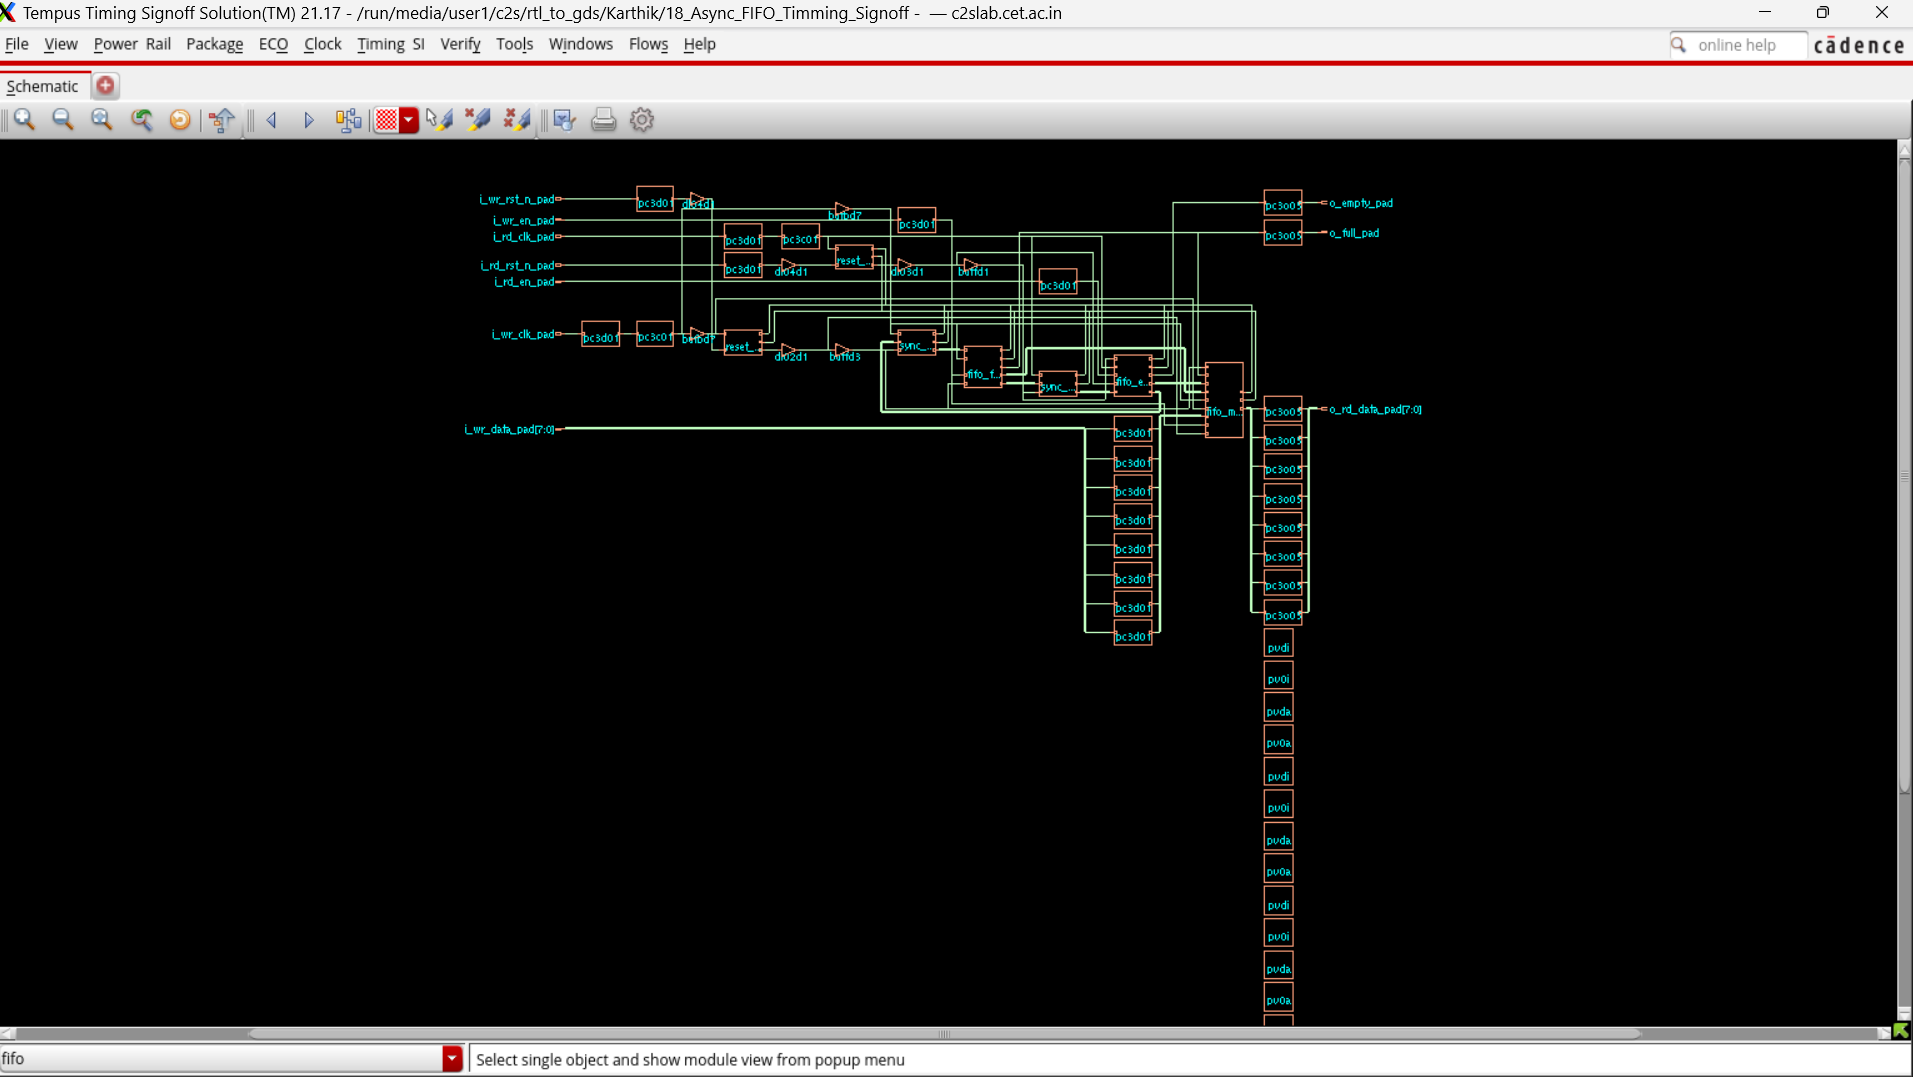 Tempus Timing Signoff Solution(TM) 21.17 - /run/media/user1/c2s/rtl_to_gds/Karthik/18_Async_FIFO_Timming_Signoff - — c2slab.cet.ac.in
File View Power Rail Package ECO Clock Timing SI Verify Tools Windows Flows Help
online help
cādence
Schematic
i_wr_rst_n_pad pc3d01 dl04d1
i_wr_en_pad bufbd7 pc3d01
i_rd_clk_pad pc3d01 pc3c01
reset_...
i_rd_rst_n_pad pc3d01 dl04d1 dl03d1 buffd1
i_rd_en_pad pc3d01
i_wr_clk_pad pc3d01 pc3c01 bufbd7 reset_...
dl02d1 buffd3
sync_...
fifo_f...
sync_...
fifo_e...
fifo_m...
pc3o05 o_empty_pad
pc3o05 o_full_pad
pc3o05 o_rd_data_pad[7:0]
i_wr_data_pad[7:0]
pc3d01
pc3d01
pc3d01
pc3d01
pc3d01
pc3d01
pc3d01
pc3d01
pc3o05
pc3o05
pc3o05
pc3o05
pc3o05
pc3o05
pc3o05
pvdi
pv0i
pvda
pv0a
pvdi
pv0i
pvda
pv0a
pvdi
pv0i
pvda
pv0a
fifo
Select single object and show module view from popup menu